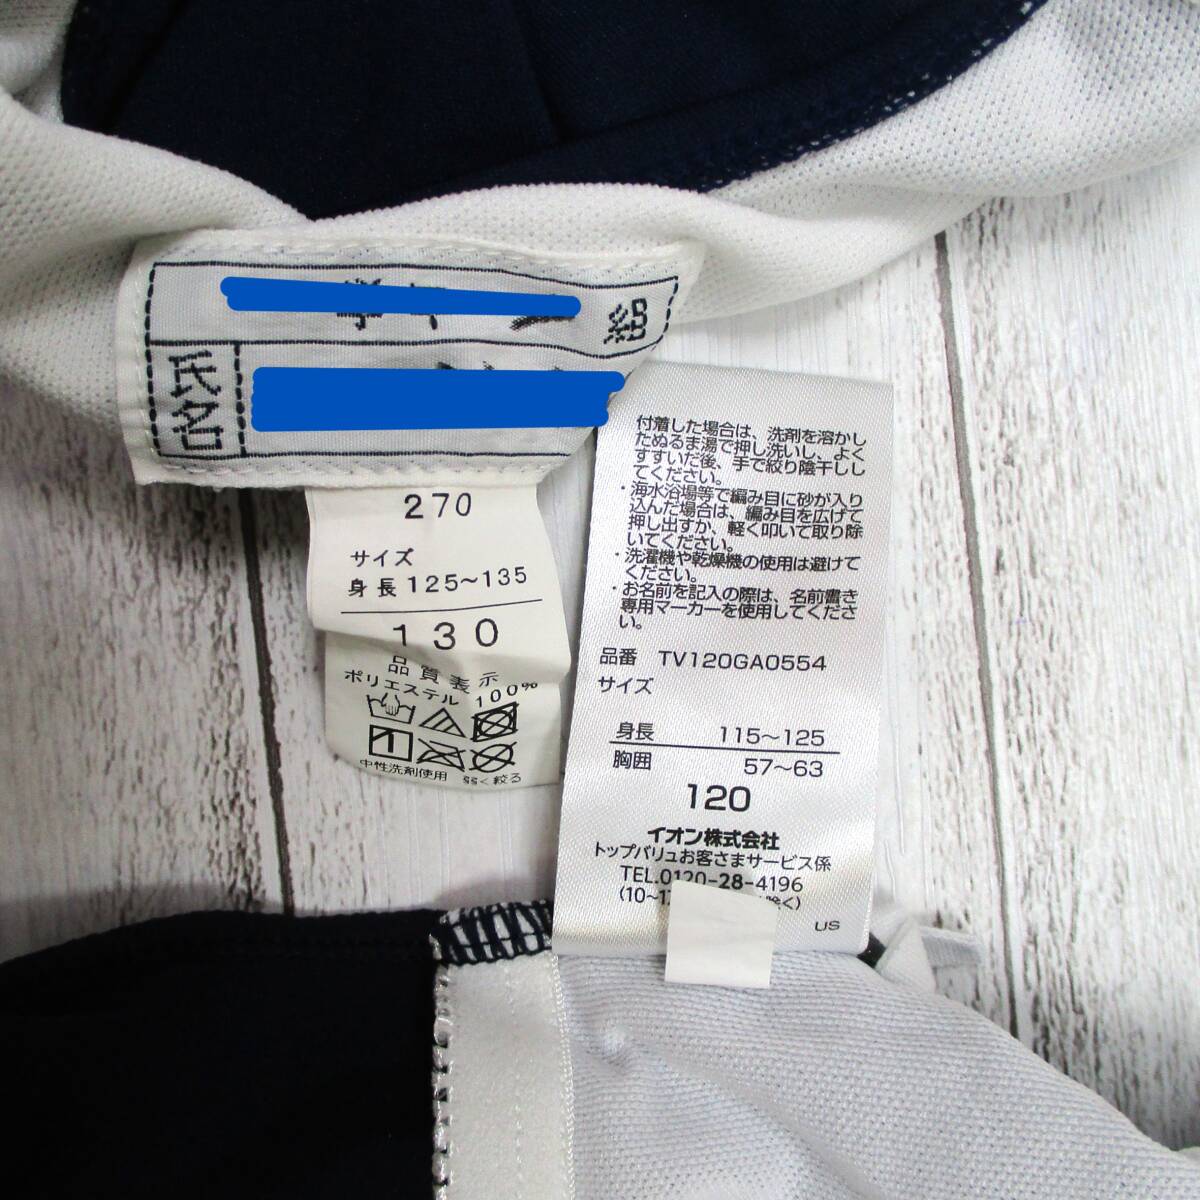 組
氏名
270
サイズ
身長125～135
130
品質表示
ポリエステル 100%
中性洗剤使用 弱く絞る
付着した場合は、洗剤を溶かし
たぬるま湯で押し洗いし、よく
すすいだ後、手で絞り陰干しし
てください。
・海水浴場等で編み目に砂が入り
込んだ場合は、編み目を広げて
押し出すか、軽く叩いて取り除
いてください。
・洗濯機や乾燥機の使用は避けて
ください。
・お名前を記入の際は、名前書き
専用マーカーを使用してくださ
い。
品番 TV120GA0554
サイズ
身長 115～125
胸囲 57～63
120
イオン株式会社
トップバリュお客さまサービス係
TEL.0120-28-4196
(10~ 除く)
US